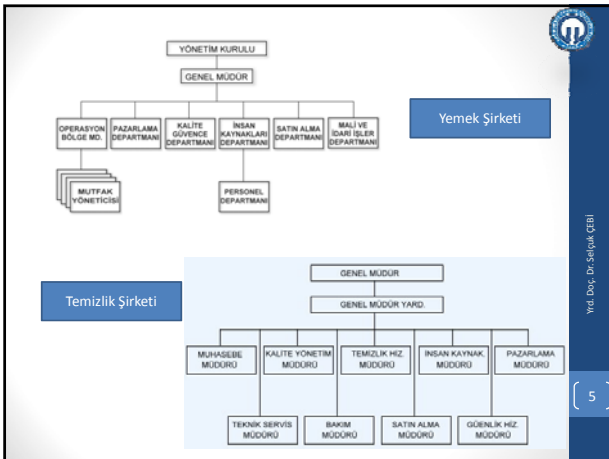 YÖNETİM KURULU
GENEL MÜDÜR
OPERASYON
BÖLGE MD.
PAZARLAMA
DEPARTMANI
KALİTE
GÜVENCE
DEPARTMANI
İNSAN
KAYNAKLARI
DEPARTMANI
SATIN ALMA
DEPARTMANI
MALİ VE
İDARİ İŞLER
DEPARTMANI
MUTFAK
YÖNETİCİSİ
PERSONEL
DEPARTMANI
Yemek Şirketi
Temizlik Şirketi
GENEL MÜDÜR
GENEL MÜDÜR YARD.
MUHASEBE
MÜDÜRÜ
KALİTE YÖNETİM
MÜDÜRÜ
TEMİZLİK HİZ.
MÜDÜRÜ
İNSAN KAYNAK.
MÜDÜRÜ
PAZARLAMA
MÜDÜRÜ
TEKNİK SERVİS
MÜDÜRÜ
BAKIM
MÜDÜRÜ
SATIN ALMA
MÜDÜRÜ
GÜENLİK HİZ.
MÜDÜRÜ
Yrd. Doç. Dr. Selçuk ÇEBİ
5